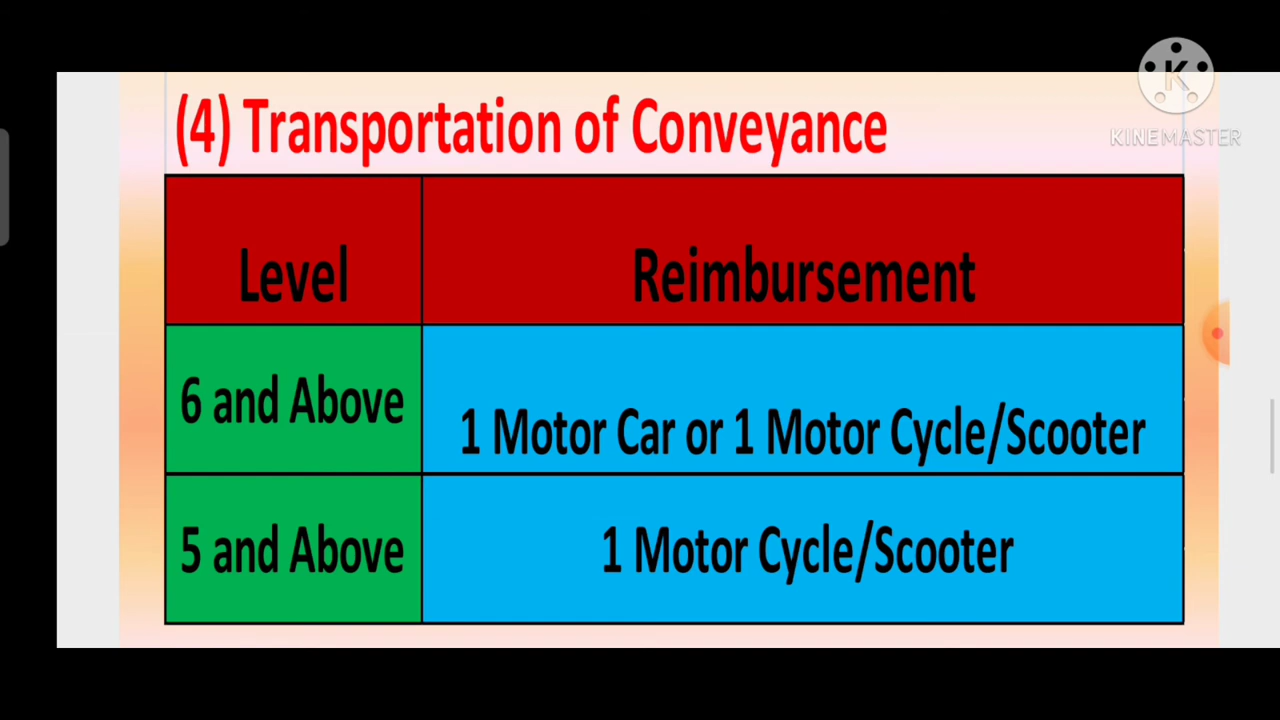 KINEMASTER
(4) Transportation of Conveyance
Level Reimbursement
6 and Above 1 Motor Car or 1 Motor Cycle/Scooter
5 and Above 1 Motor Cycle/Scooter